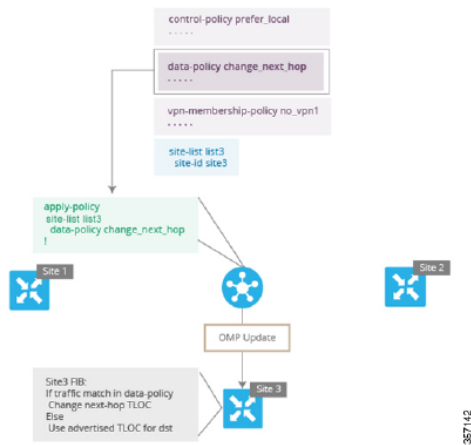 control-policy prefer_local
.....
data-policy change_next_hop
.....
vpn-membership-policy no_vpn1
.....
site-list list3
site-id site3
apply-policy
site-list list3
data-policy change_next_hop
!
Site 1
Site 2
OMP Update
Site3 FIB:
If traffic match in data-policy
Change next-hop TLOC
Else
Use advertised TLOC for dst
Site 3
357142